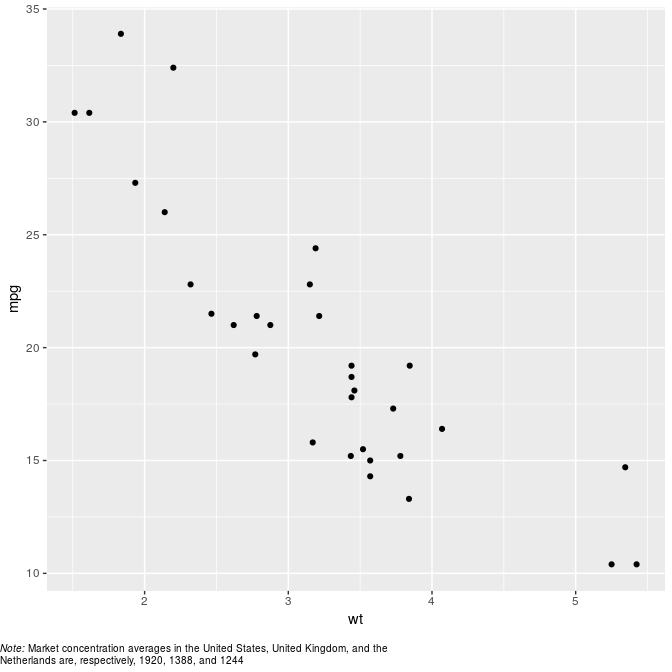 35
30
25
20
15
10
mpg
2 3 4 5
wt
Note: Market concentration averages in the United States, United Kingdom, and the
Netherlands are, respectively, 1920, 1388, and 1244